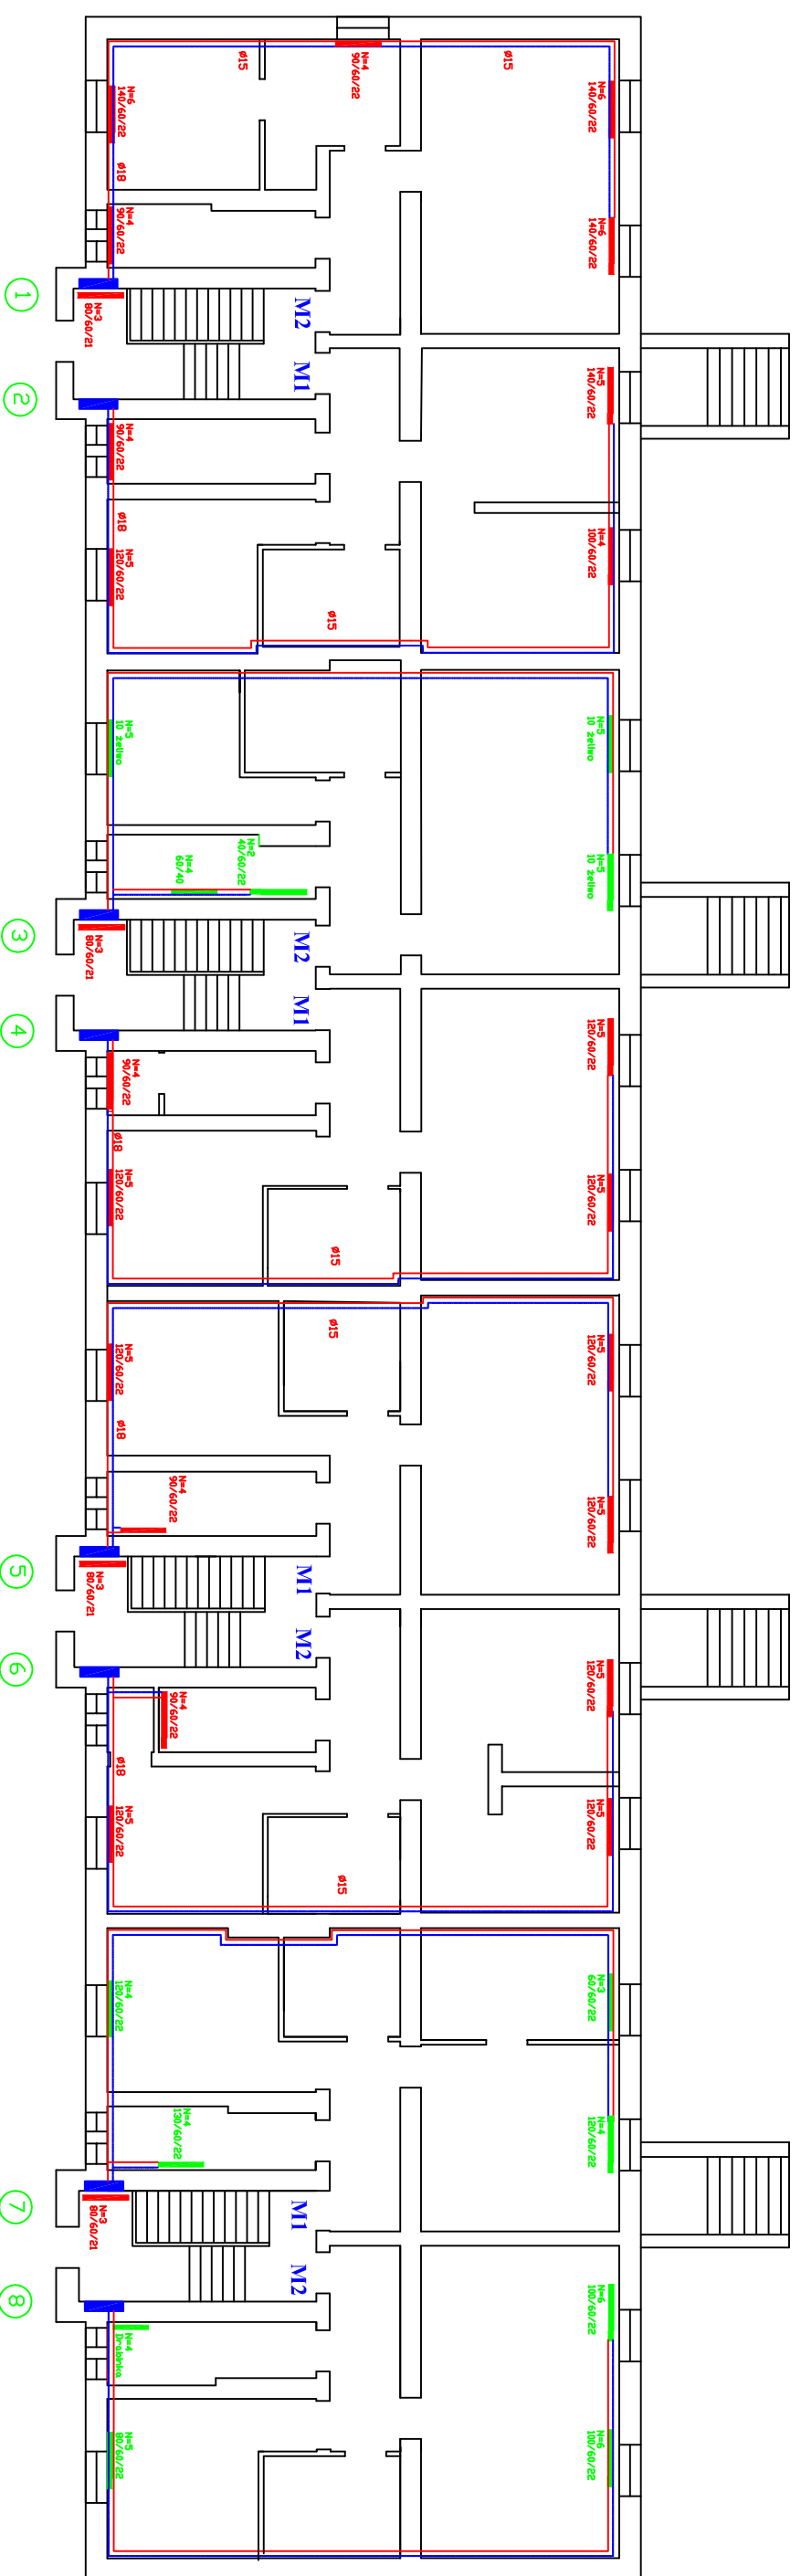 Ø15
N=4
90/60/22
Ø15
N=6
140/60/22
N=6
140/60/22
Ø18
N=4
90/60/22
N=6
140/60/22
1
N=3
80/60/21
M2
M1
2
N=5
140/60/22
N=4
90/60/22
Ø18
N=5
120/60/22
N=4
100/60/22
Ø15
N=5
10 żeliwo
N=5
10 żeliwo
N=2
40/60/22
N=4
60/40
N=5
10 żeliwo
3
N=3
80/60/21
M2
M1
4
N=5
120/60/22
N=4
90/60/22
Ø18
N=5
120/60/22
N=5
120/60/22
Ø15
Ø15
N=5
120/60/22
N=5
120/60/22
Ø18
N=4
90/60/22
N=5
120/60/22
5
N=3
80/60/21
M1
M2
6
N=5
120/60/22
N=4
90/60/22
Ø18
N=5
120/60/22
N=5
120/60/22
Ø15
N=4
120/60/22
N=3
60/60/22
N=4
130/60/22
N=4
120/60/22
7
N=3
80/60/21
M1
M2
8
N=6
100/60/22
N=4
Drabinka
N=5
80/60/22
N=6
100/60/22